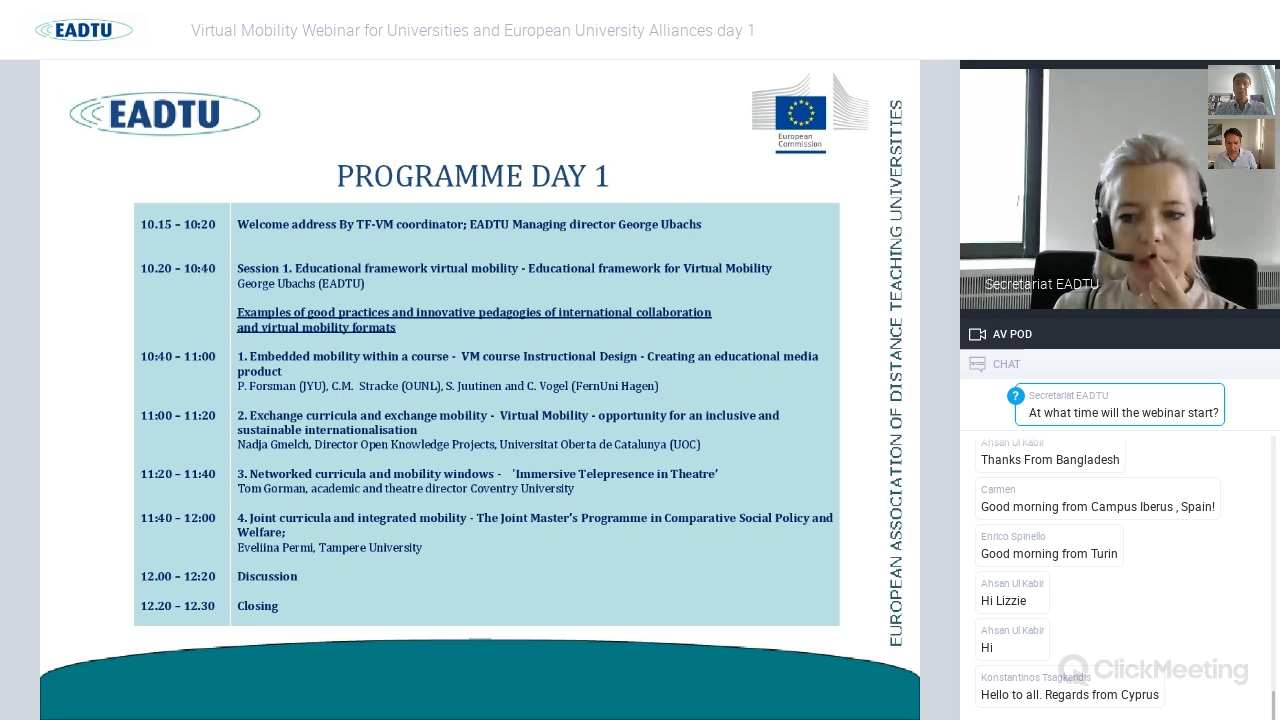 EADTU
Virtual Mobility Webinar for Universities and European University Alliances day 1
EADTU
European
Commission
EUROPEAN ASSOCIATION OF DISTANCE TEACHING UNIVERSITIES
PROGRAMME DAY 1
10.15 – 10:20 Welcome address By TF-VM coordinator; EADTU Managing director George Ubachs
10.20 – 10:40 Session 1. Educational framework virtual mobility - Educational framework for Virtual Mobility
George Ubachs (EADTU)
Examples of good practices and innovative pedagogies of international collaboration
and virtual mobility formats
10:40 – 11:00 1. Embedded mobility within a course - VM course Instructional Design - Creating an educational media
product
P. Forsman (JYU), C.M. Stracke (OUNL), S. Juutinen and C. Vogel (FernUni Hagen)
11:00 – 11:20 2. Exchange curricula and exchange mobility - Virtual Mobility - opportunity for an inclusive and
sustainable internationalisation
Nadja Gmelch, Director Open Knowledge Projects, Universitat Oberta de Catalunya (UOC)
11:20 – 11:40 3. Networked curricula and mobility windows - 'Immersive Telepresence in Theatre’
Tom Gorman, academic and theatre director Coventry University
11:40 – 12:00 4. Joint curricula and integrated mobility - The Joint Master’s Programme in Comparative Social Policy and
Welfare;
Eveliina Permi, Tampere University
12.00 – 12:20 Discussion
12.20 – 12.30 Closing
Secretariat EADTU
AV POD
CHAT
?
Secretariat EADTU
At what time will the webinar start?
Ahsan Ul Kabir
Thanks From Bangladesh
Carmen
Good morning from Campus Iberus , Spain!
Enrico Spinello
Good morning from Turin
Ahsan Ul Kabir
Hi Lizzie
Ahsan Ul Kabir
Hi
ClickMeeting
Konstantinos Tsagkaridis
Hello to all. Regards from Cyprus